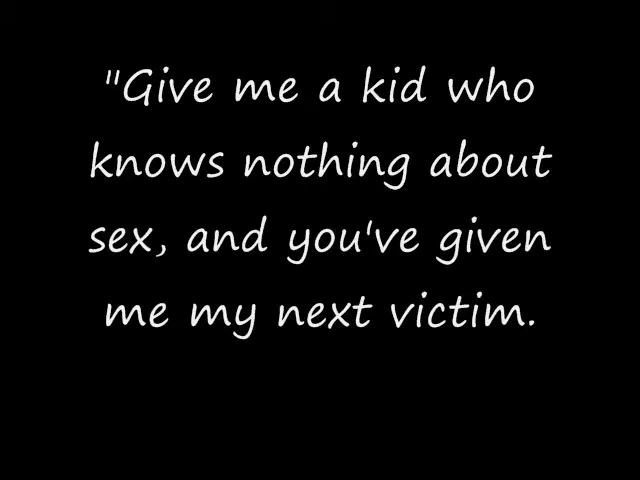 "Give me a kid who
knows nothing about
sex, and you've given
me my next victim.